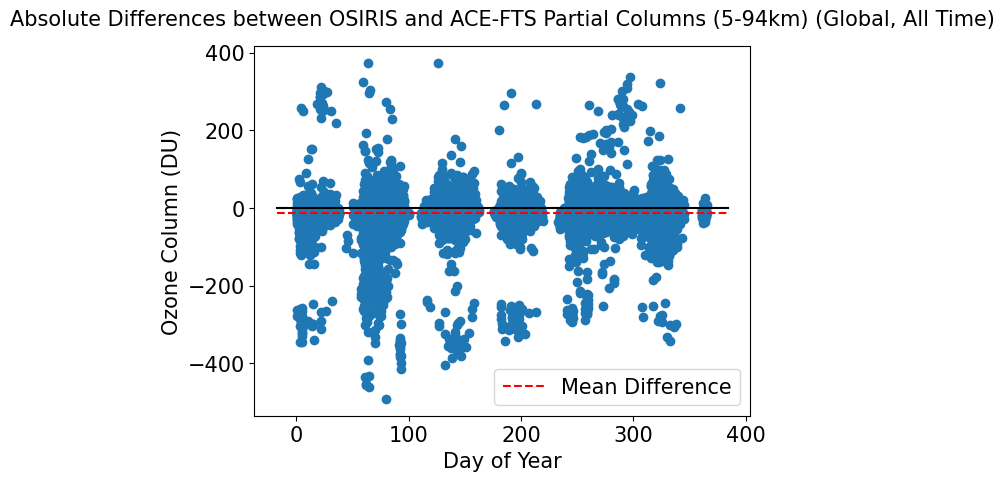 Absolute Differences between OSIRIS and ACE-FTS Partial Columns (5-94km) (Global, All Time)
Ozone Column (DU)
400
200
0
−200
−400
Mean Difference
0 100 200 300 400
Day of Year